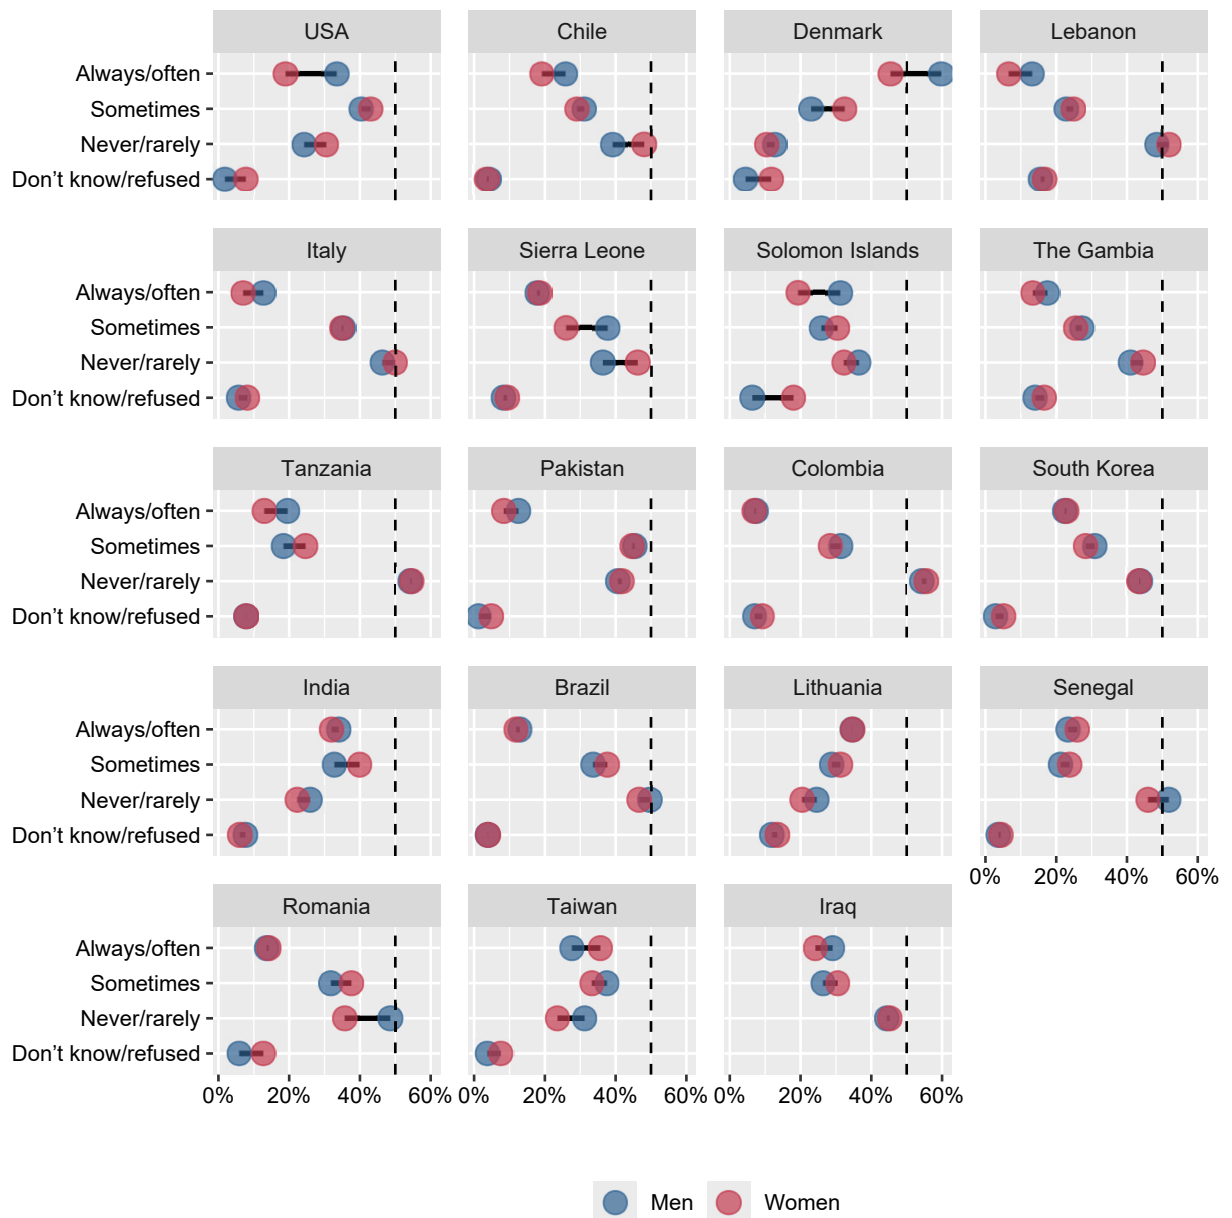 USA Chile Denmark Lebanon
Always/often
Sometimes
Never/rarely
Don't know/refused
Italy Sierra Leone Solomon Islands The Gambia
Always/often
Sometimes
Never/rarely
Don't know/refused
Tanzania Pakistan Colombia South Korea
Always/often
Sometimes
Never/rarely
Don't know/refused
India Brazil Lithuania Senegal
Always/often
Sometimes
Never/rarely
Don't know/refused
0% 20% 40% 60%
Romania Taiwan Iraq
Always/often
Sometimes
Never/rarely
Don't know/refused
0% 20% 40% 60% 0% 20% 40% 60% 0% 20% 40% 60%
Men Women